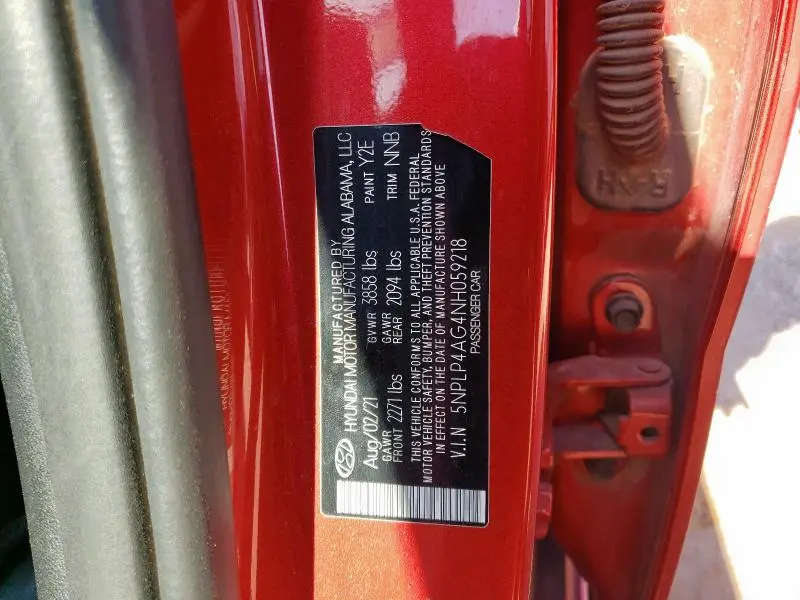 MANUFACTURED BY
HYUNDAI MOTOR MANUFACTURING ALABAMA, LLC
Aug/02/21 GVWR 3858 lbs PAINT Y2E
GAWR FRONT 2271 lbs GAWR REAR 2094 lbs TRIM NNB
THIS VEHICLE CONFORMS TO ALL APPLICABLE U.S.A. FEDERAL
MOTOR VEHICLE SAFETY, BUMPER, AND THEFT PREVENTION STANDARDS
IN EFFECT ON THE DATE OF MANUFACTURE SHOWN ABOVE
V.I.N 5NPLP4AG4NH059218
PASSENGER CAR